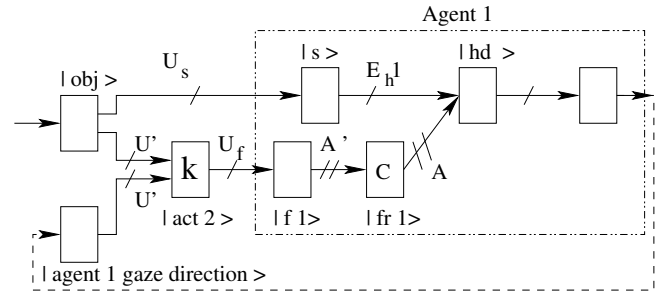 Agent 1
| s >
| hd >
U s
E h 1
| obj >
U'
U f
A '
k
C
A
U'
| act 2 >
| f 1 >
| fr 1 >
| agent 1 gaze direction >